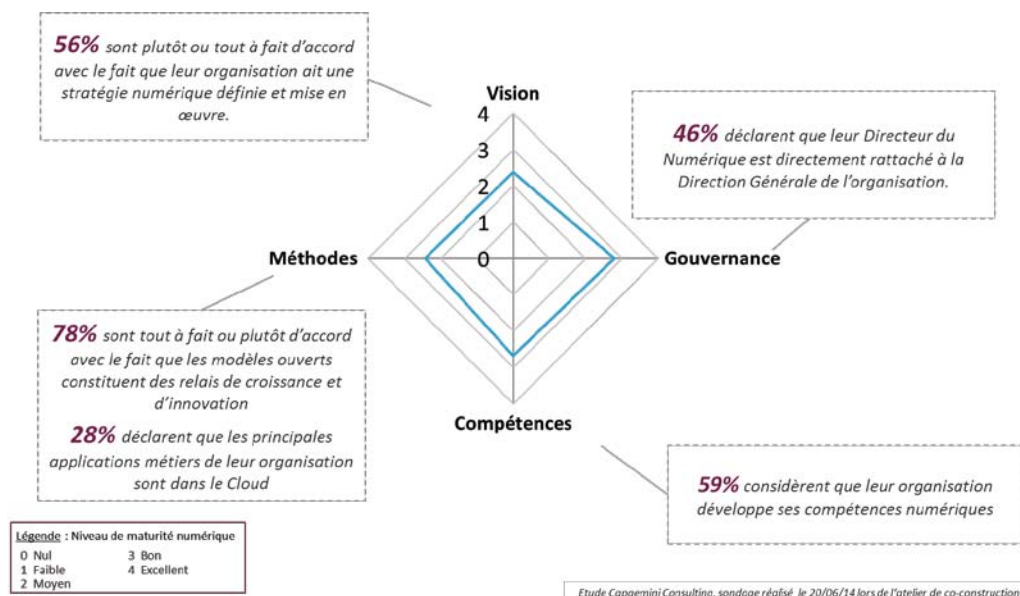 56% sont plutôt ou tout à fait d'accord
avec le fait que leur organisation ait une
stratégie numérique définie et mise en
œuvre.
Vision
4
3
2
1
0
46% déclarent que leur Directeur du
Numérique est directement rattaché à la
Direction Générale de l'organisation.
Méthodes
Gouvernance
78% sont tout à fait ou plutôt d'accord
avec le fait que les modèles ouverts
constituent des relais de croissance et
d'innovation
28% déclarent que les principales
applications métiers de leur organisation
sont dans le Cloud
Compétences
59% considèrent que leur organisation
développe ses compétences numériques
Légende : Niveau de maturité numérique
0 Nul 3 Bon
1 Faible 4 Excellent
2 Moyen
Etude Capgemini Consulting, sondage réalisé le 20/06/14 lors de l'atelier de co-construction